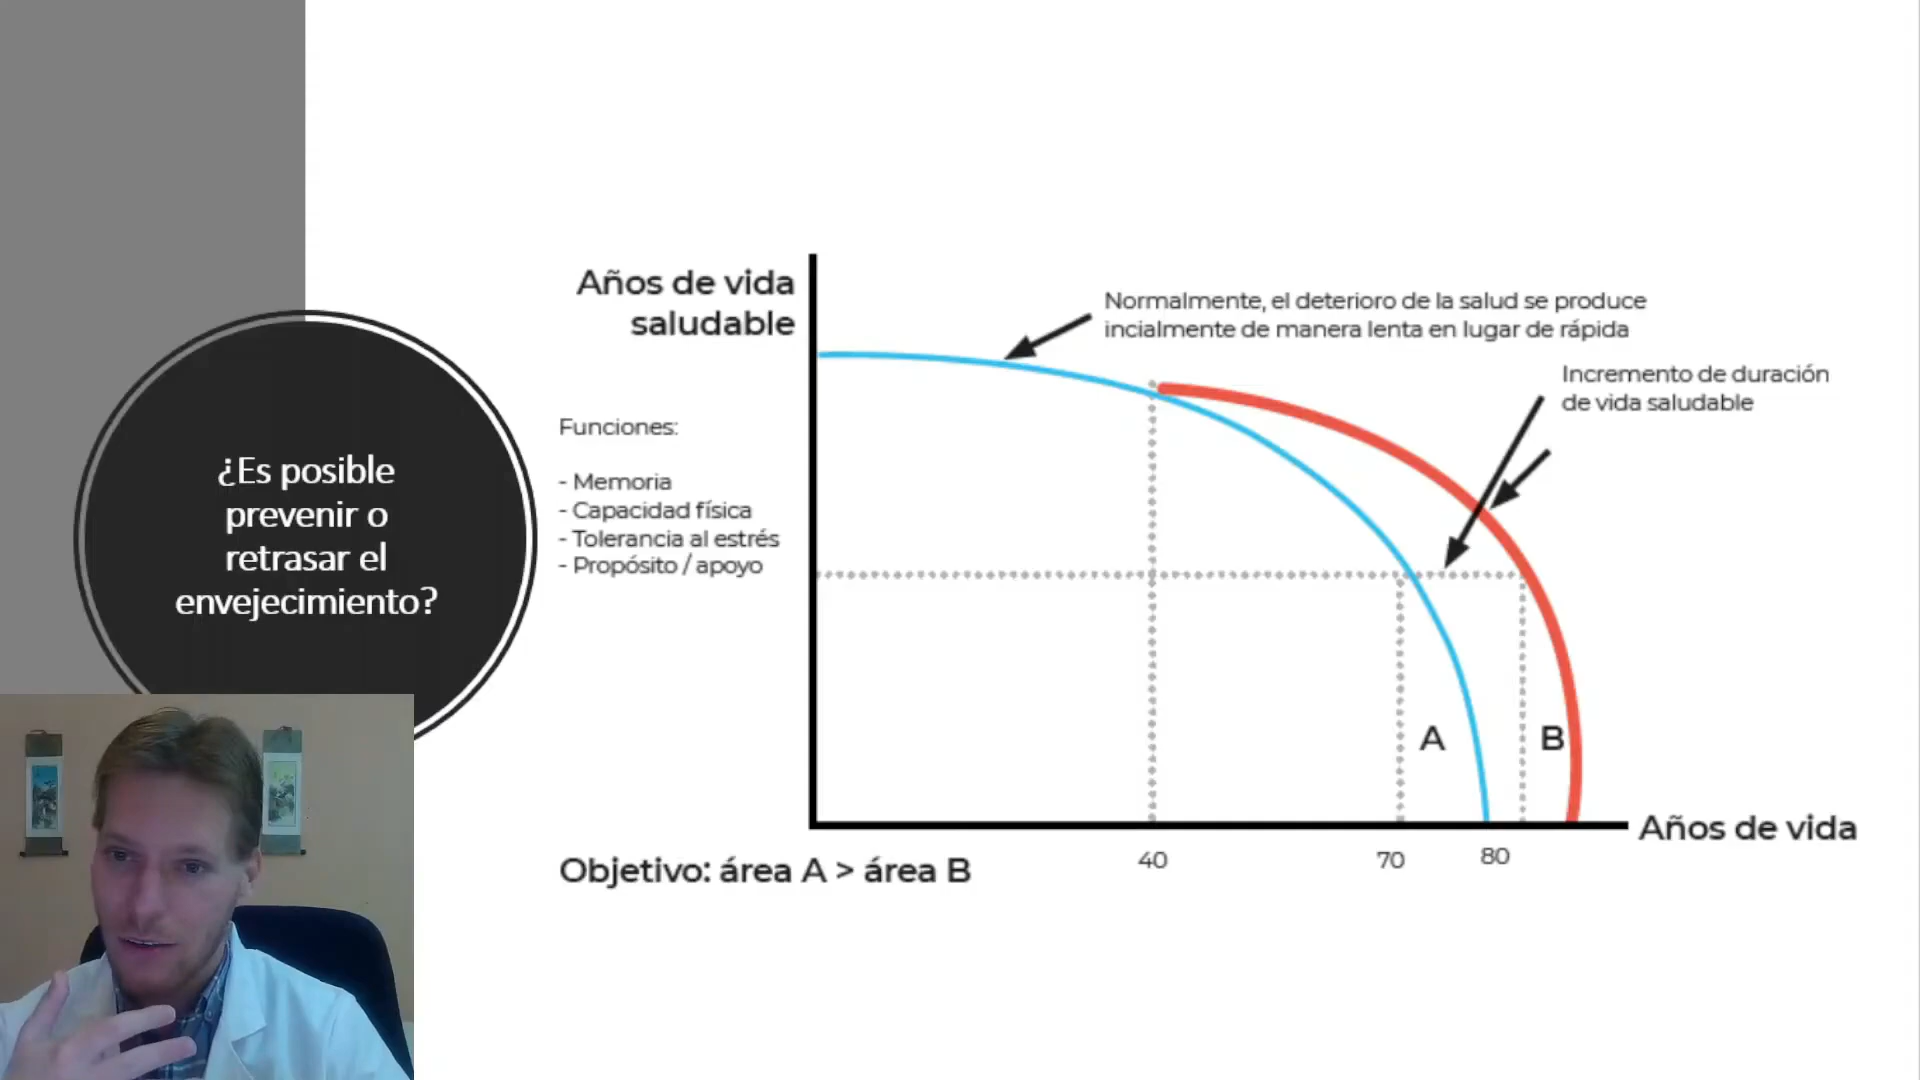 ¿Es posible
prevenir o
retrasar el
envejecimiento?
Años de vida
saludable
Normalmente, el deterioro de la salud se produce
incialmente de manera lenta en lugar de rápida
Incremento de duración
de vida saludable
Funciones:
- Memoria
- Capacidad física
- Tolerancia al estrés
- Propósito / apoyo
A
B
Años de vida
40
70
80
Objetivo: área A > área B